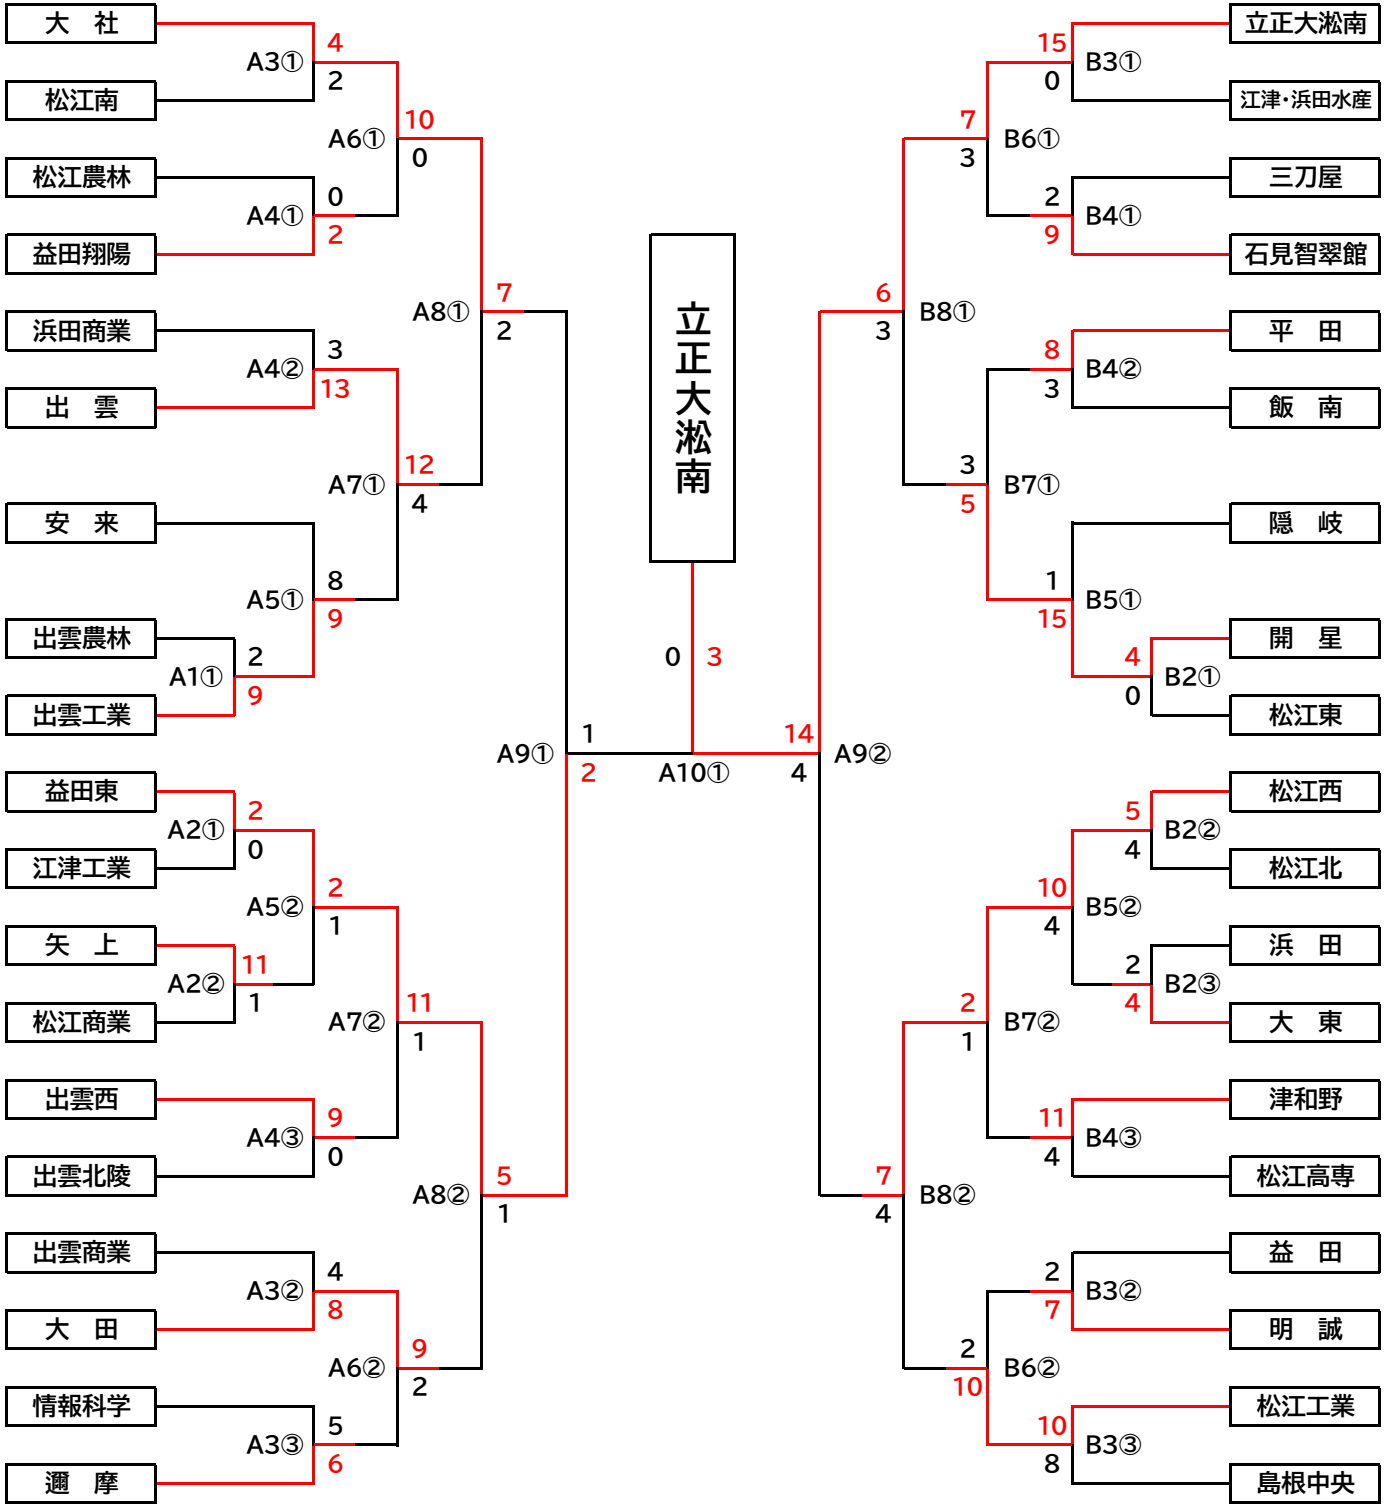 大　社
松江南
松江農林
益田翔陽
浜田商業
出　雲
安　来
出雲農林
出雲工業
益田東
江津工業
矢　上
松江商業
出雲西
出雲北陵
出雲商業
大　田
情報科学
邇　摩
A3①
4
2
A4①
0
2
A4②
3
13
A5①
8
9
A1①
2
9
A2①
2
0
A5②
2
1
A2②
11
1
A4③
9
0
A3②
4
8
A3③
5
6
A6①
10
0
A7①
12
4
A7②
11
1
A6②
9
2
A8①
7
2
A8②
5
1
A9①
1
2
立正大淞南
0
3
A10①
14
4
A9②
6
3
B8①
7
4
B8②
7
3
B6①
3
5
B7①
2
1
B7②
2
10
B6②
15
0
B3①
2
9
B4①
8
3
B4②
1
15
B5①
4
0
B2①
5
4
B2②
10
4
B5②
2
4
B2③
11
4
B4③
2
7
B3②
10
8
B3③
立正大淞南
江津・浜田水産
三刀屋
石見智翠館
平　田
飯　南
隠　岐
開　星
松江東
松江西
松江北
浜　田
大　東
津和野
松江高専
益　田
明　誠
松江工業
島根中央